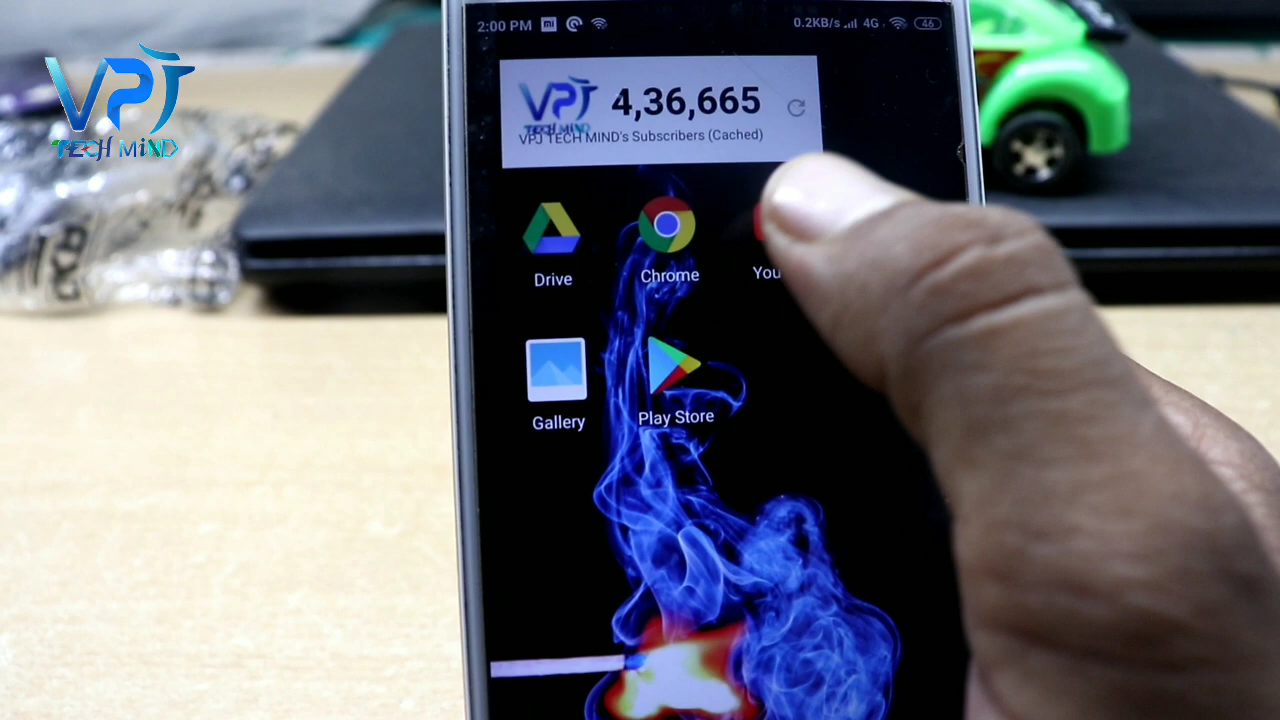 VPJ
TECH MiND
2:00 PM mi 0.2KB/s 4G 46
VPJ
TECH MiND
4,36,665
VPJ TECH MIND's Subscribers (Cached)
Drive
Chrome
You
Gallery
Play Store